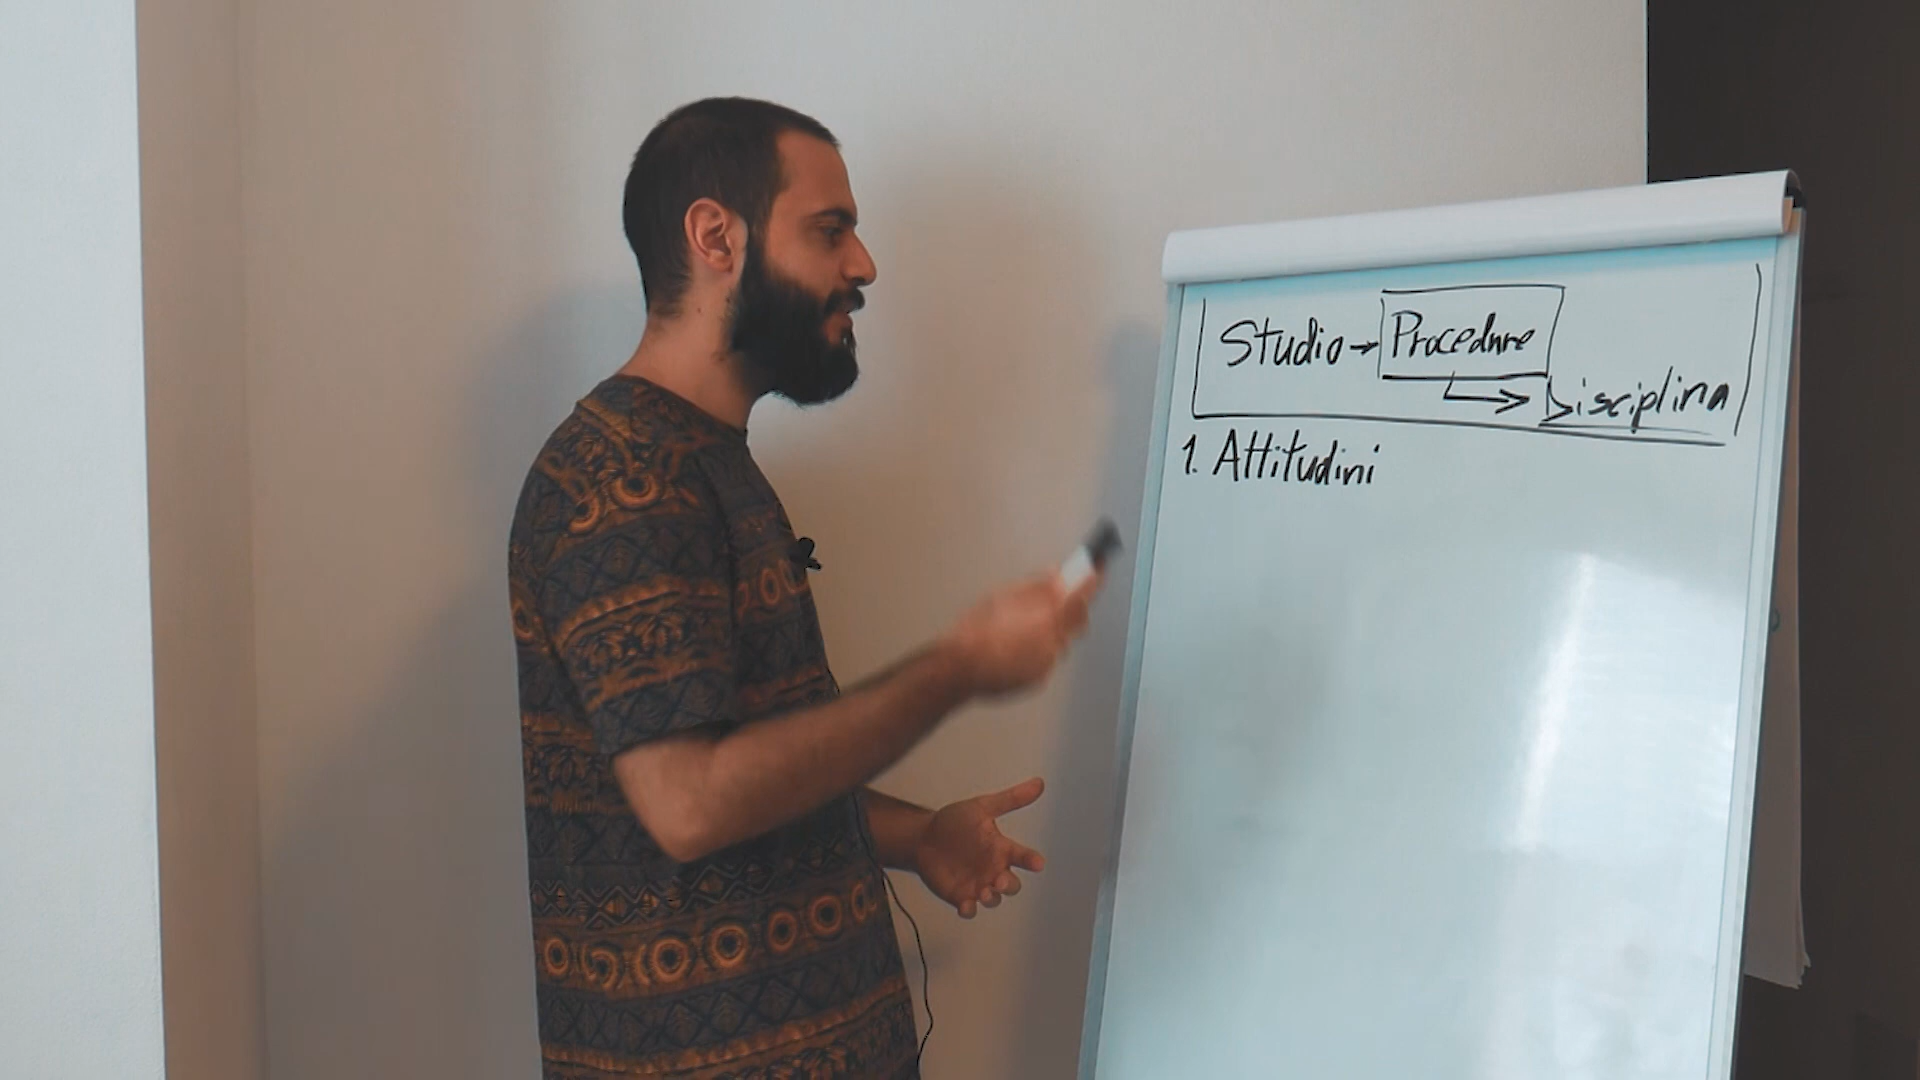 Studio → Procedure
→ Disciplina
1. Attitudini